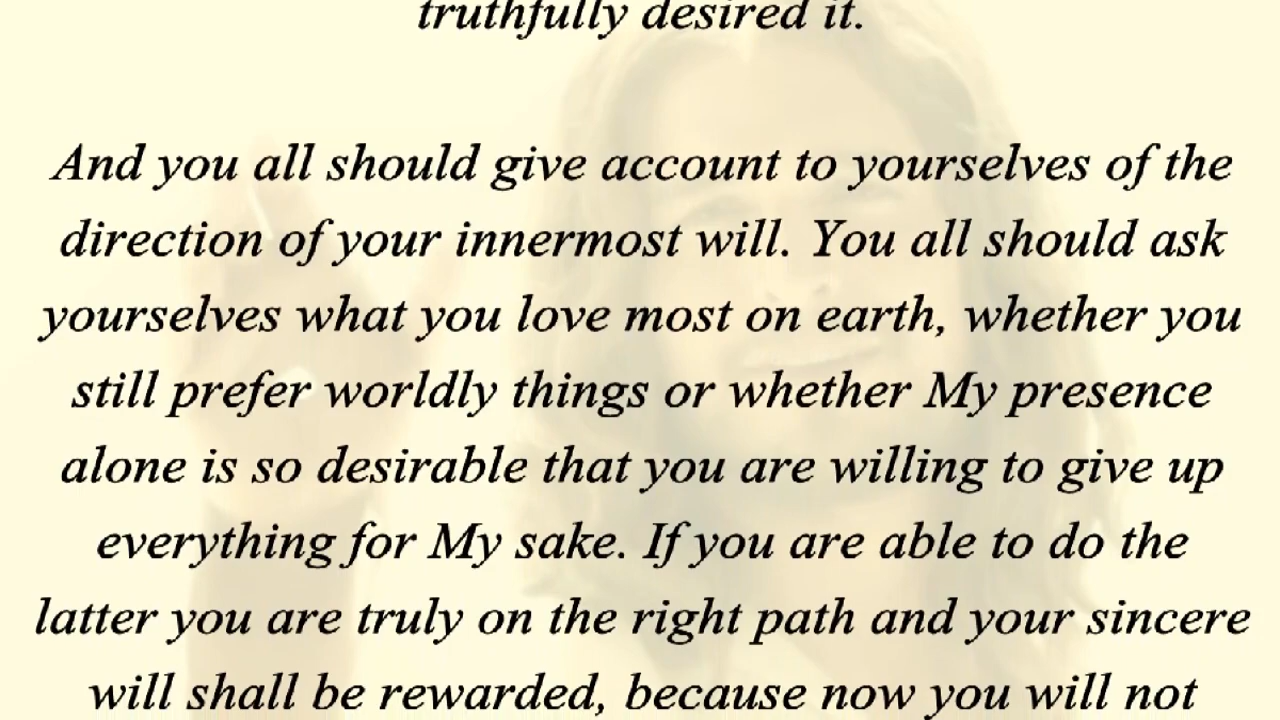 truthfully desired it.
And you all should give account to yourselves of the
direction of your innermost will. You all should ask
yourselves what you love most on earth, whether you
still prefer worldly things or whether My presence
alone is so desirable that you are willing to give up
everything for My sake. If you are able to do the
latter you are truly on the right path and your sincere
will shall be rewarded, because now you will not